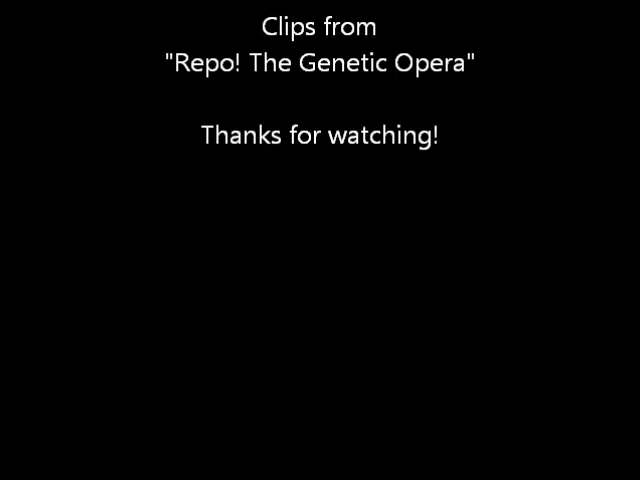 Clips from
"Repo! The Genetic Opera"
Thanks for watching!